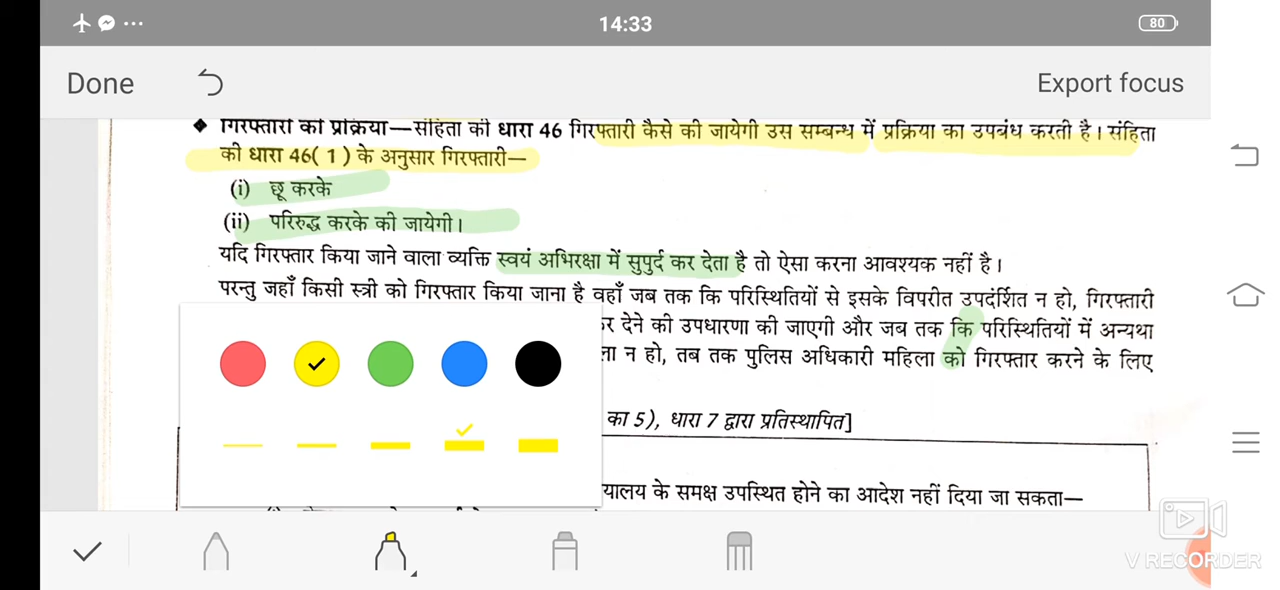 14:33
80
Done
Export focus
❖ गिरफ्तारी की प्रक्रिया—संहिता की धारा 46 गिरफ्तारी कैसे की जायेगी उस सम्बन्ध में प्रक्रिया का उपबंध करती है। संहिता
की धारा 46( 1 ) के अनुसार गिरफ्तारी—
(i) छू करके
(ii) परिरुद्ध करके की जायेगी।
यदि गिरफ्तार किया जाने वाला व्यक्ति स्वयं अभिरक्षा में सुपुर्द कर देता है तो ऐसा करना आवश्यक नहीं है।
परन्तु जहाँ किसी स्त्री को गिरफ्तार किया जाना है वहाँ जब तक कि परिस्थितियों से इसके विपरीत उपदर्शित न हो, गिरफ्तारी
देने की उपधारणा की जाएगी और जब तक कि परिस्थितियों में अन्यथा
न हो, तब तक पुलिस अधिकारी महिला को गिरफ्तार करने के लिए
का 5), धारा 7 द्वारा प्रतिस्थापित]
के समक्ष उपस्थित होने का आदेश नहीं दिया जा सकता—
V RECORDER